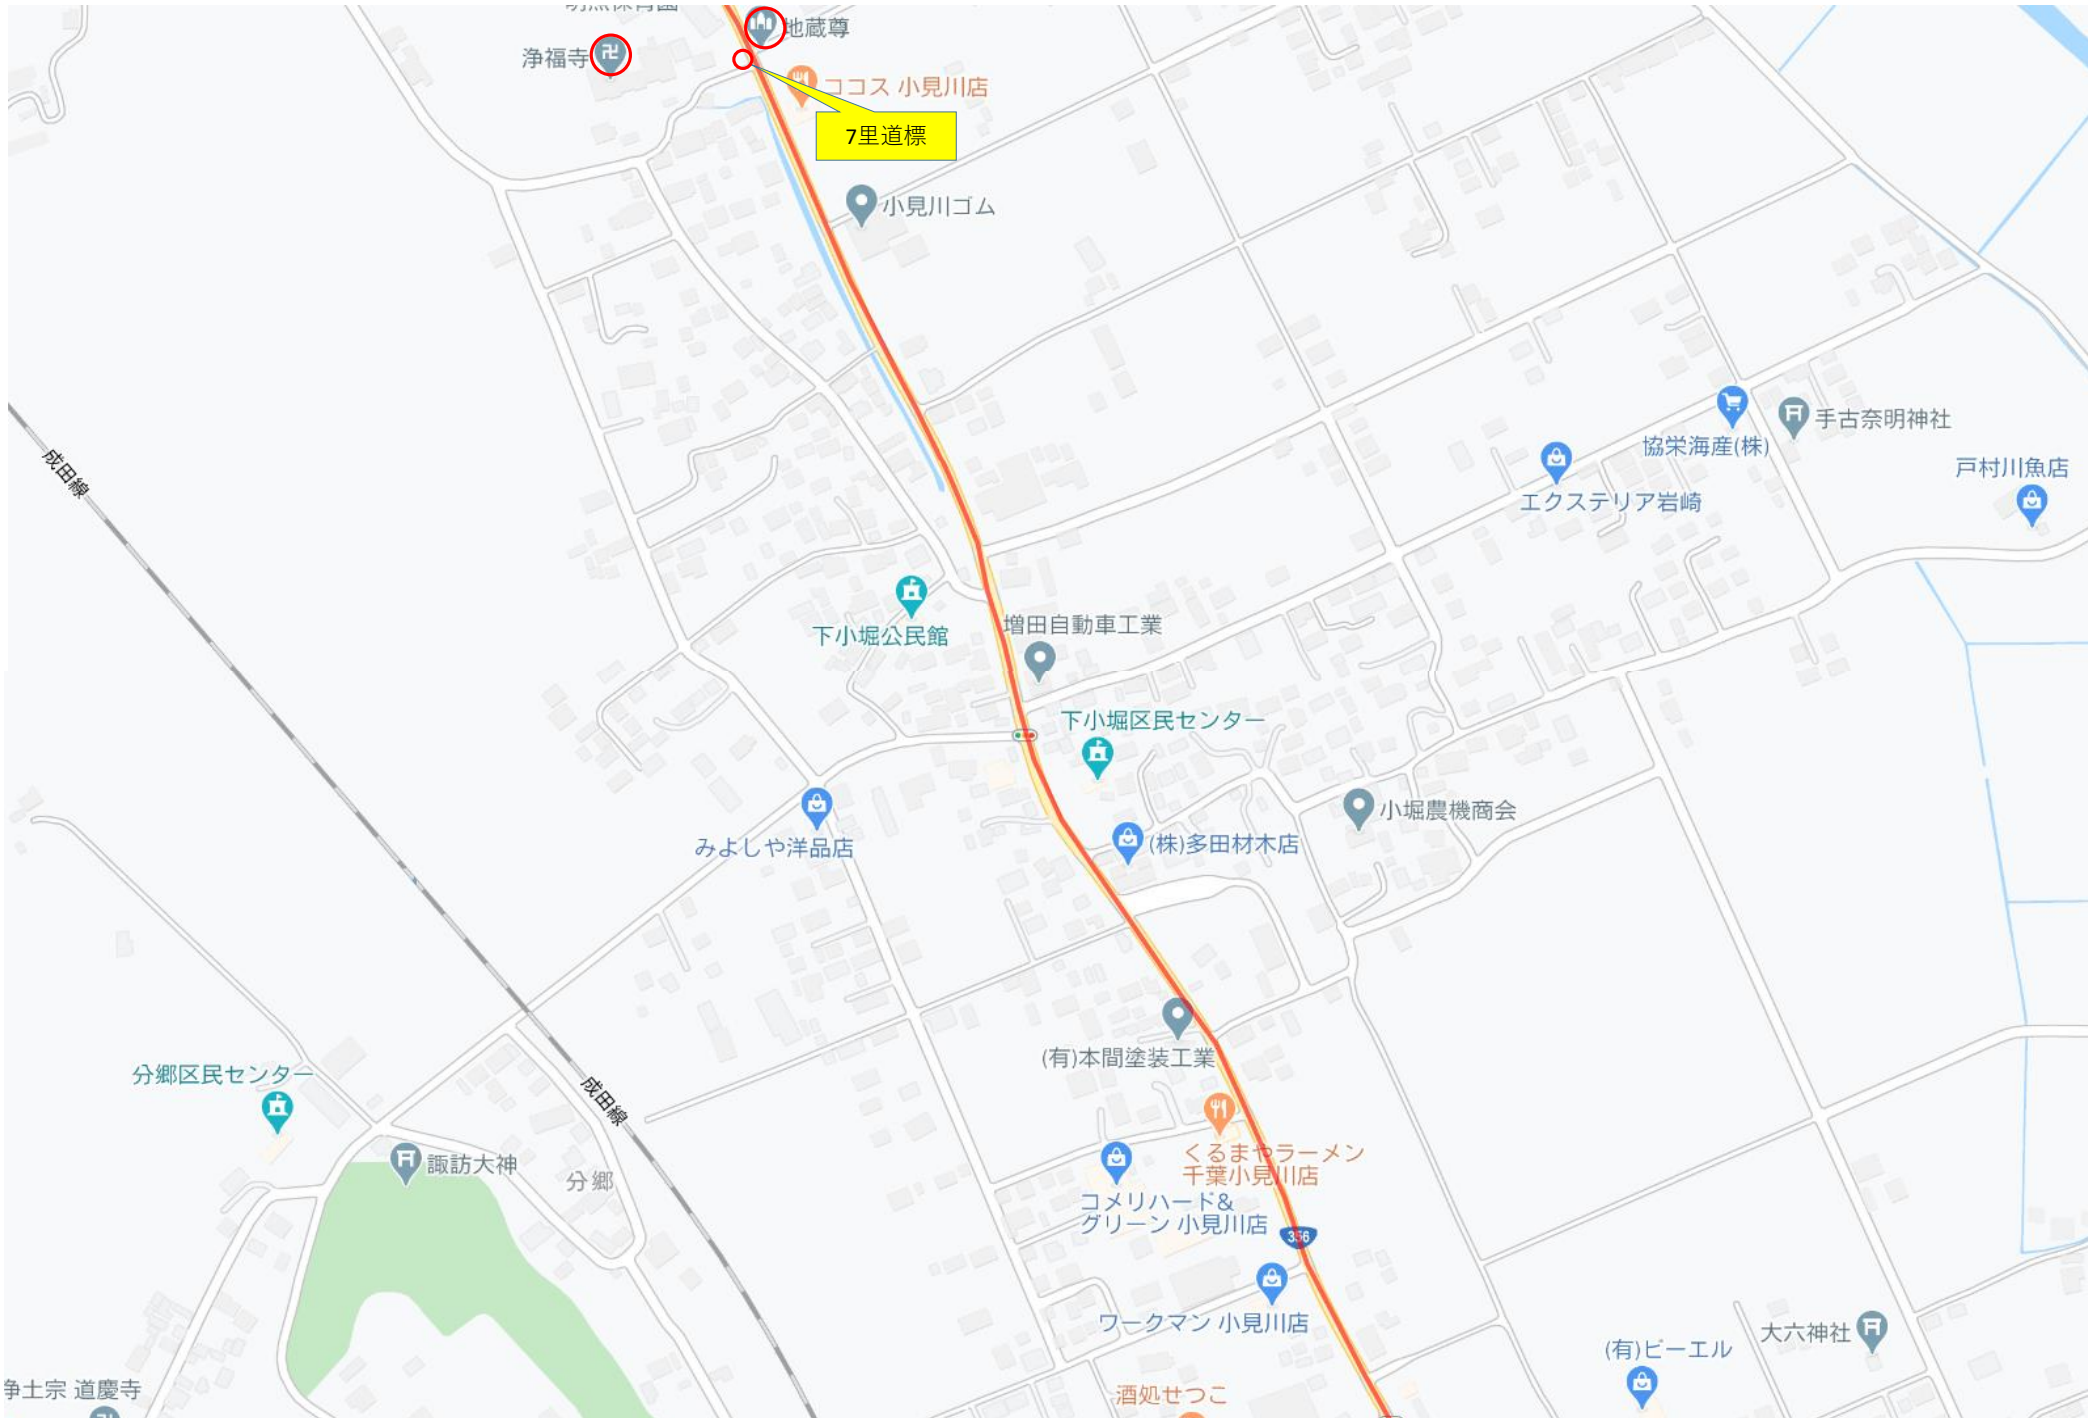 地蔵尊
浄福寺
ココス 小見川店
7里道標
小見川ゴム
手古奈明神社
協栄海産(株)
戸村川魚店
エクステリア岩崎
成田線
下小堀公民館
増田自動車工業
下小堀区民センター
小堀農機商会
(株)多田材木店
みよしや洋品店
(有)本間塗装工業
分郷区民センター
成田線
くるまやラーメン
千葉小見川店
諏訪大神
分郷
コメリハード&
グリーン 小見川店
356
ワークマン 小見川店
大六神社
(有)ピーエル
浄土宗 道慶寺
酒処せつこ